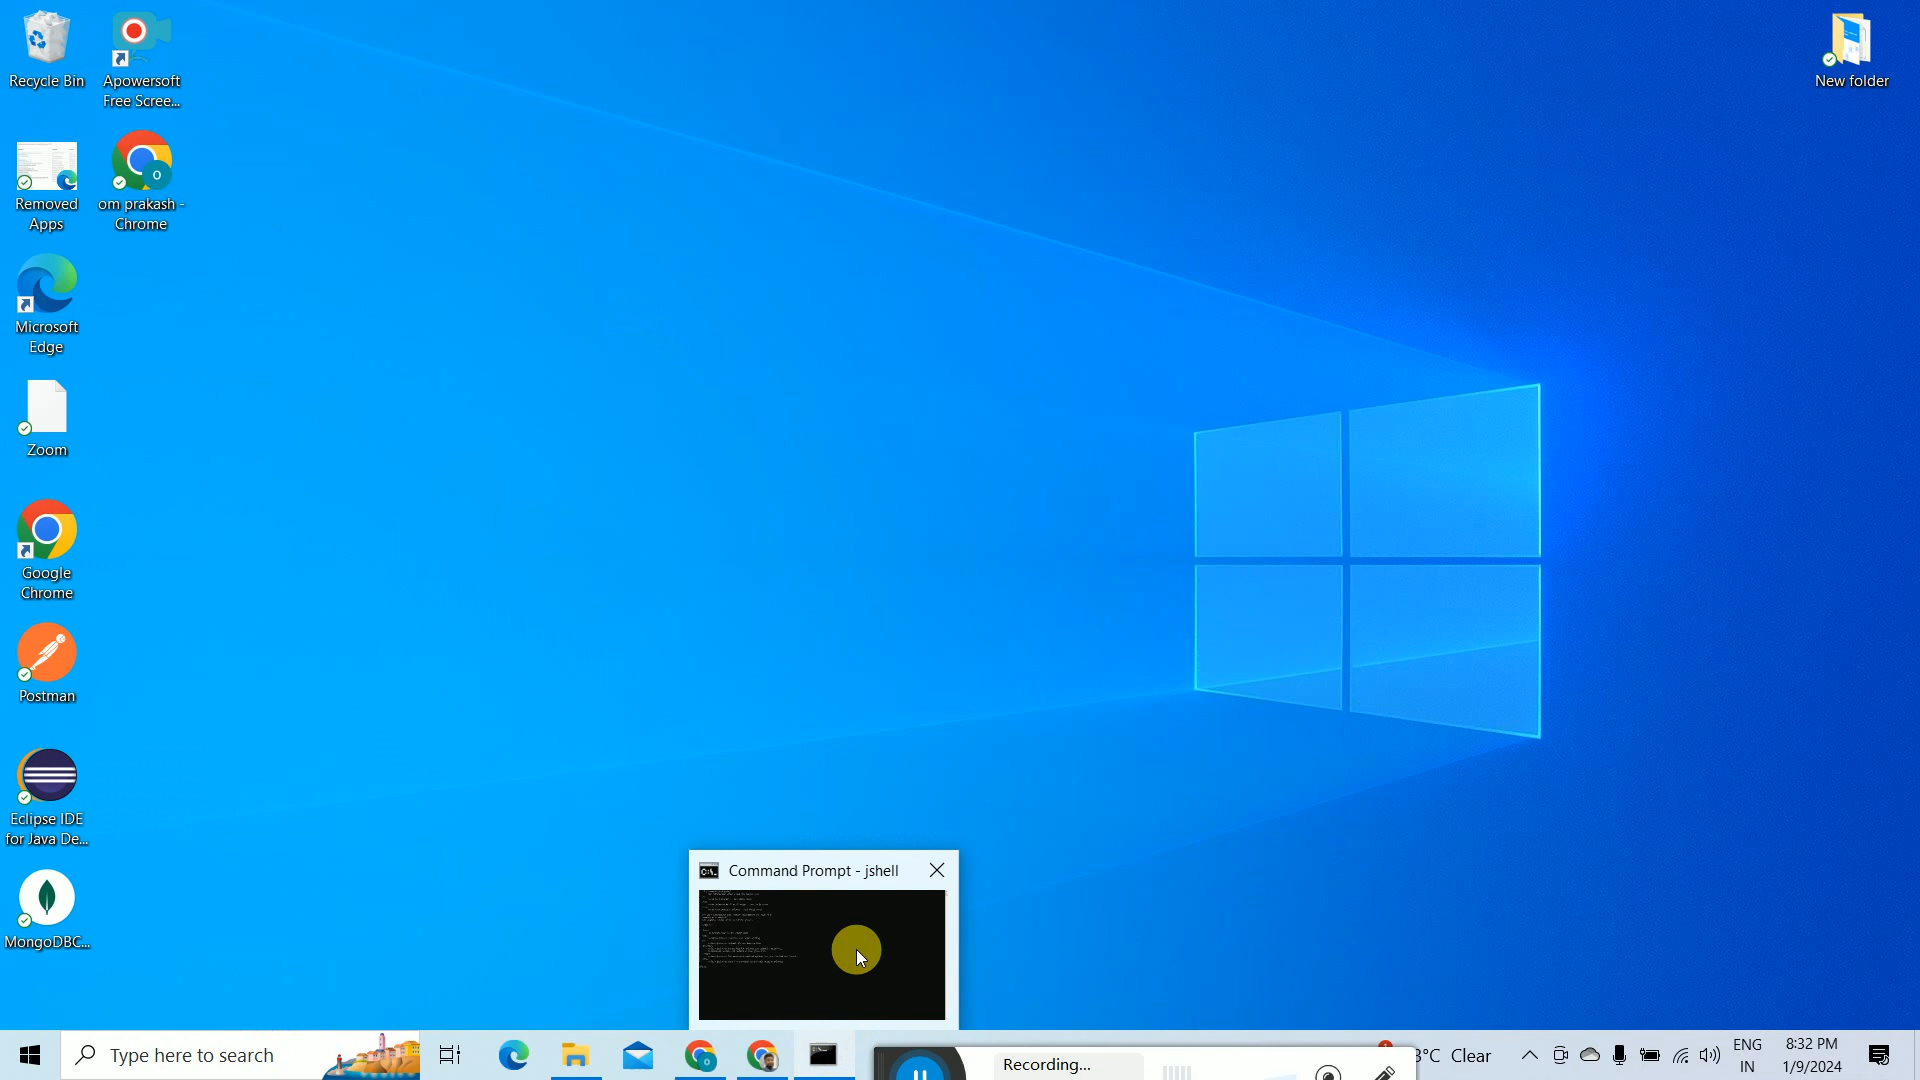 Recycle Bin
Apowersoft
Free Scree...
Removed
Apps
om prakash -
Chrome
Microsoft
Edge
Zoom
Google
Chrome
Postman
Eclipse IDE
for Java De...
MongoDBC...
New folder
Command Prompt - jshell
Type here to search
Recording...
3°C Clear
ENG
IN
8:32 PM
1/9/2024